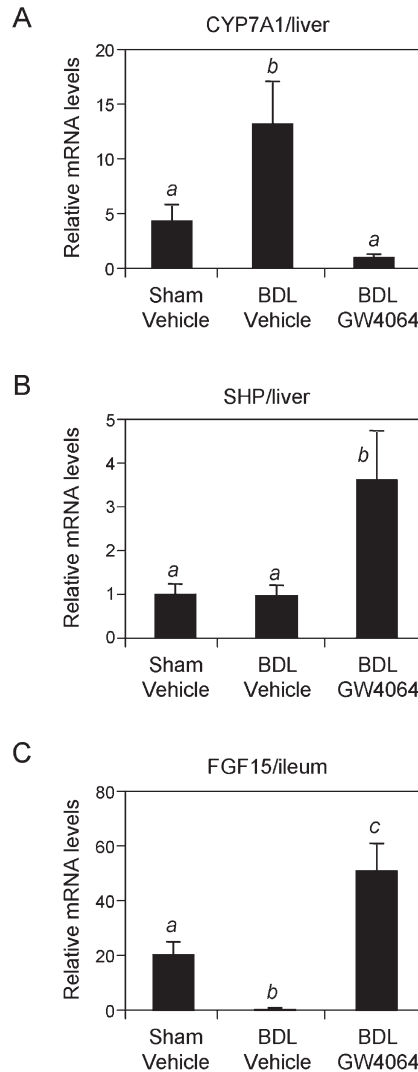 A
CYP7A1/liver
Relative mRNA levels
20
15
10
5
0
a
b
a
Sham
Vehicle
BDL
Vehicle
BDL
GW4064
B
SHP/liver
Relative mRNA levels
5
4
3
2
1
0
a
a
b
Sham
Vehicle
BDL
Vehicle
BDL
GW4064
C
FGF15/ileum
Relative mRNA levels
80
60
40
20
0
a
b
c
Sham
Vehicle
BDL
Vehicle
BDL
GW4064